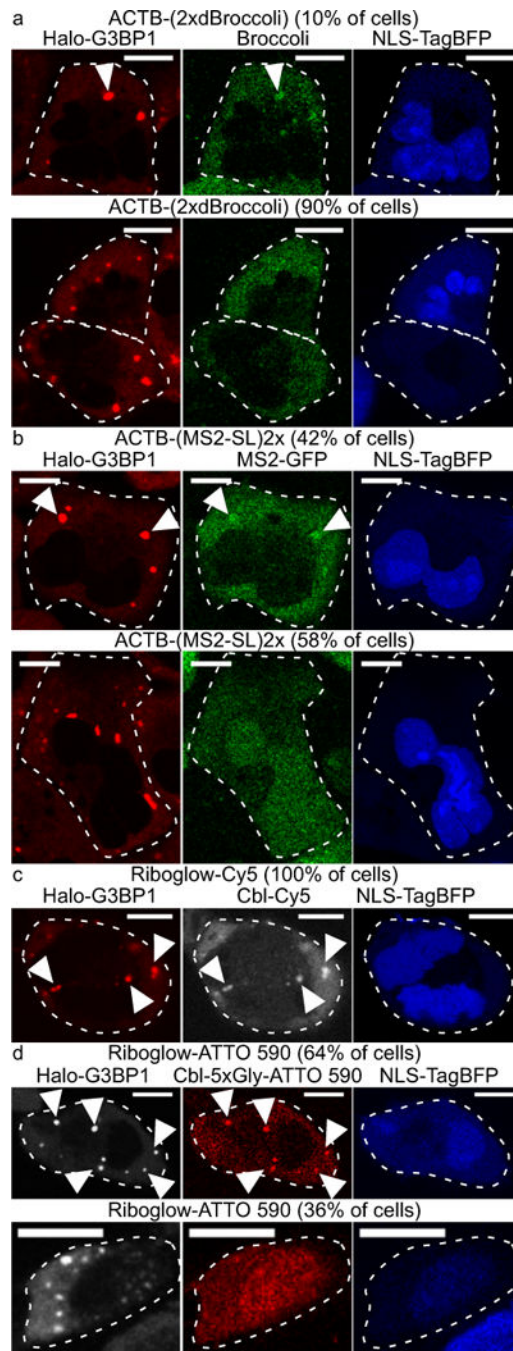 a
ACTB-(2xdBroccoli) (10% of cells)
Halo-G3BP1 Broccoli NLS-TagBFP
ACTB-(2xdBroccoli) (90% of cells)
b
ACTB-(MS2-SL)2x (42% of cells)
Halo-G3BP1 MS2-GFP NLS-TagBFP
ACTB-(MS2-SL)2x (58% of cells)
c
Riboglow-Cy5 (100% of cells)
Halo-G3BP1 Cbl-Cy5 NLS-TagBFP
d
Riboglow-ATTO 590 (64% of cells)
Halo-G3BP1 Cbl-5xGly-ATTO 590 NLS-TagBFP
Riboglow-ATTO 590 (36% of cells)